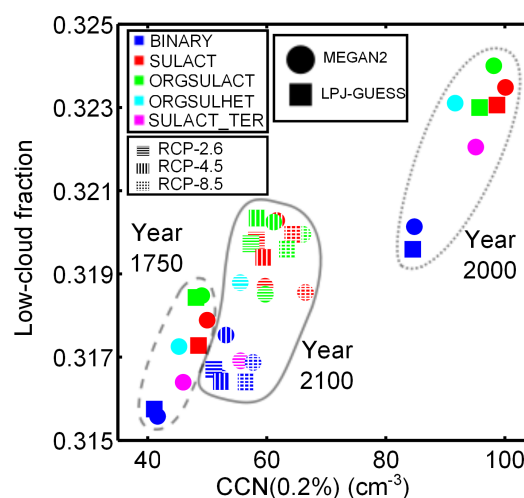 0.325
0.323
0.321
0.319
0.317
0.315
Low-cloud fraction
BINARY
SULACT
ORGSULACT
ORGSULHET
SULACT_TER
MEGAN2
LPJ-GUESS
RCP-2.6
RCP-4.5
RCP-8.5
Year
1750
Year
2000
Year
2100
40
60
80
100
CCN(0.2%) (cm-3)